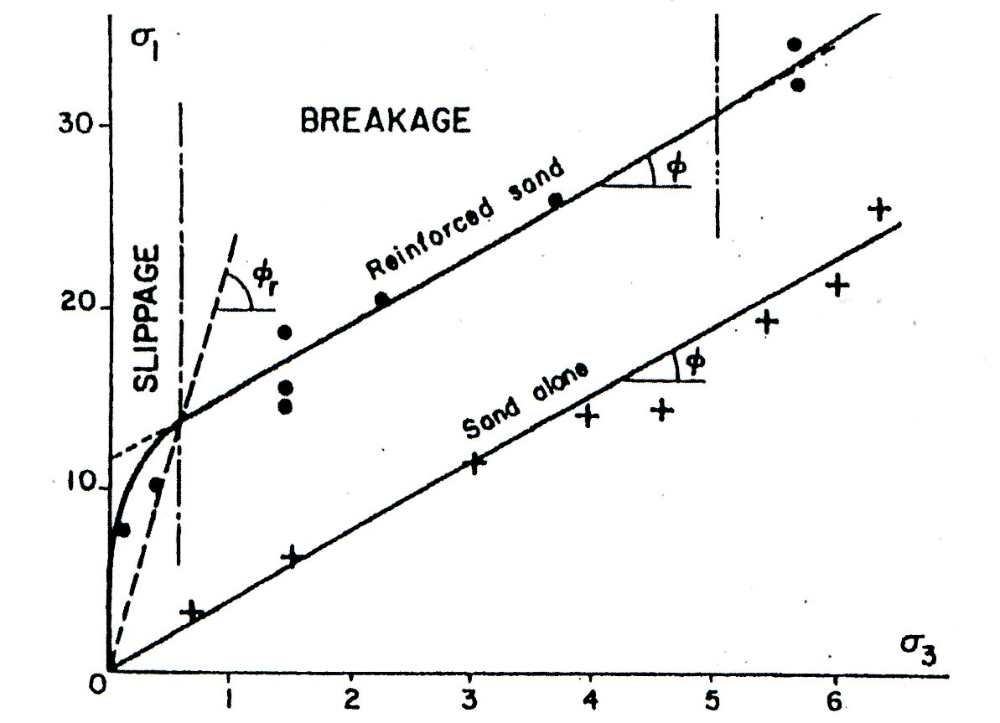 σ1
30
BREAKAGE
ϕ
Reinforced sand
SLIPPAGE
ϕr
20
ϕ
Sand alone
10
σ3
0 1 2 3 4 5 6